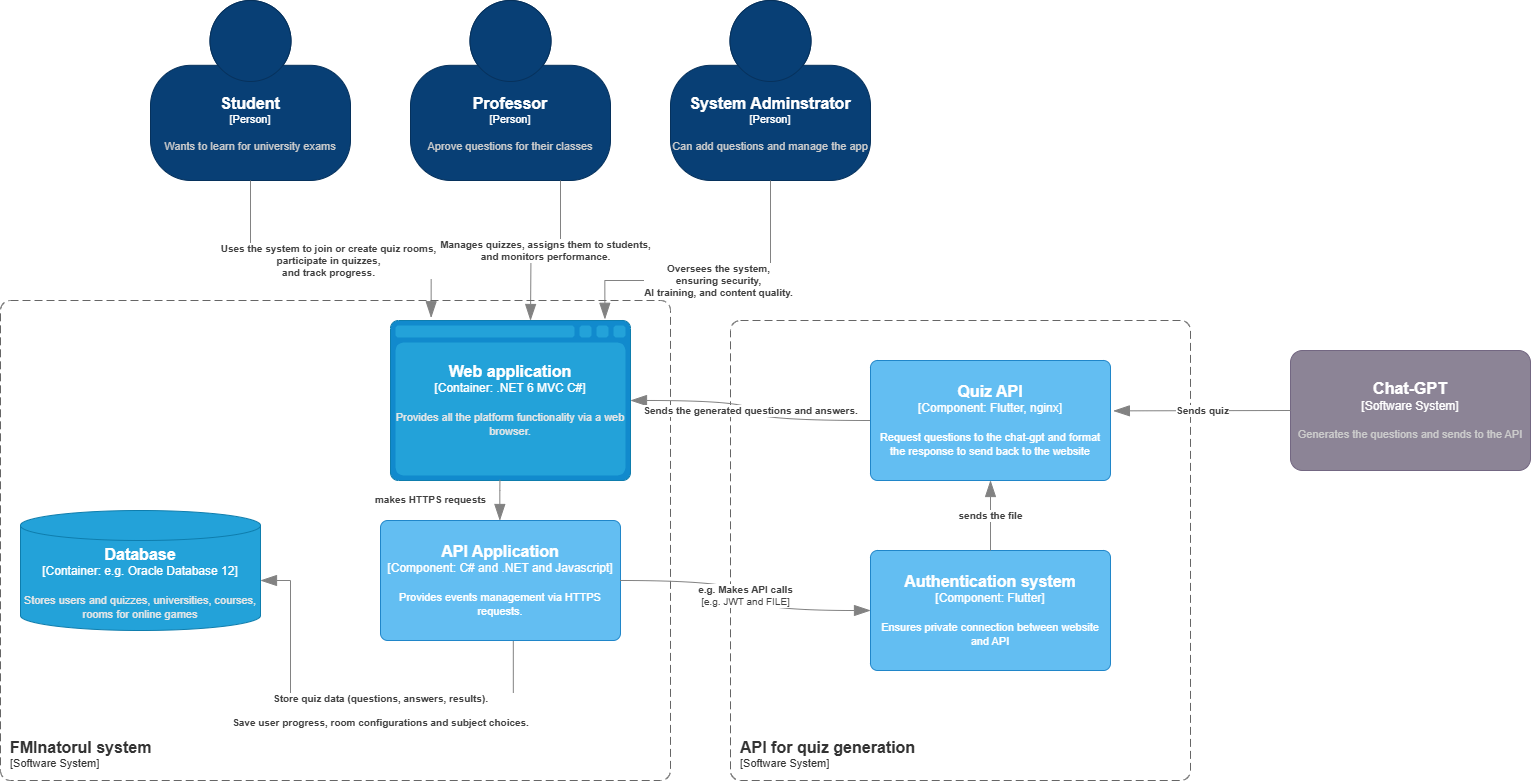 Student
[Person]
Wants to learn for university exams
Professor
[Person]
Aprove questions for their classes
System Adminstrator
[Person]
Can add questions and manage the app
Uses the system to join or create quiz rooms,
participate in quizzes,
and track progress.
Manages quizzes, assigns them to students,
and monitors performance.
Oversees the system,
ensuring security,
AI training, and content quality.
Web application
[Container: .NET 6 MVC C#]
Provides all the platform functionality via a web
browser.
Sends the generated questions and answers.
Quiz API
[Component: Flutter, nginx]
Request questions to the chat-gpt and format
the response to send back to the website
Sends quiz
Chat-GPT
[Software System]
Generates the questions and sends to the API
makes HTTPS requests
sends the file
Database
[Container: e.g. Oracle Database 12]
Stores users and quizzes, universities, courses,
rooms for online games
API Application
[Component: C# and .NET and Javascript]
Provides events management via HTTPS
requests.
e.g. Makes API calls
[e.g. JWT and FILE]
Authentication system
[Component: Flutter]
Ensures private connection between website
and API
Store quiz data (questions, answers, results).
Save user progress, room configurations and subject choices.
FMInatorul system
[Software System]
API for quiz generation
[Software System]